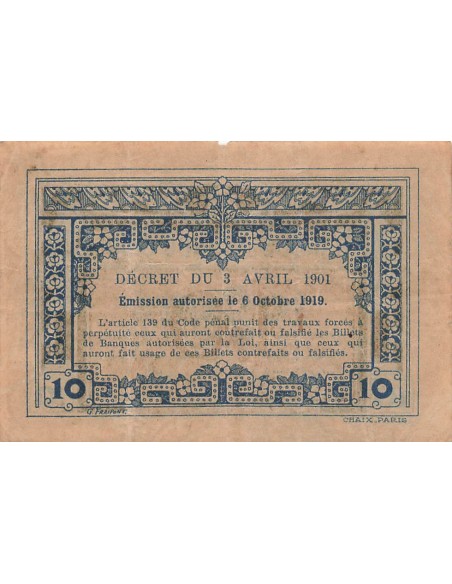 DÉCRET DU 3 AVRIL 1901
Émission autorisée le 6 Octobre 1919.
L'article 139 du Code pénal punit des travaux forcés à
perpétuité ceux qui auront contrefait ou falsifié les Billets
de Banques autorisées par la Loi, ainsi que ceux qui
auront fait usage de ces Billets contrefaits ou falsifiés.
10 10
G. FRAIPONT.
CHAIX_PARIS